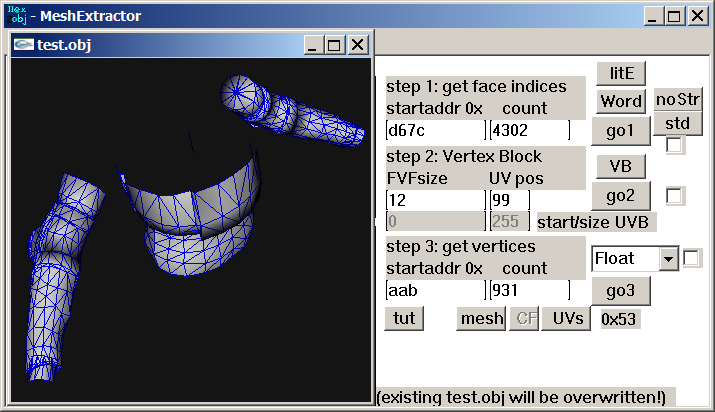 Hex
obj - MeshExtractor
test.obj
litE
step 1: get face indices
startaddr 0x count
Word noStr
d67c 4302 go1 std
step 2: Vertex Block
FVFsize UV pos
VB
12 99 go2
0 255 start/size UVB
step 3: get vertices
startaddr 0x count
Float
aab 931 go3
tut mesh CF UVs 0x53
(existing test.obj will be overwritten!)